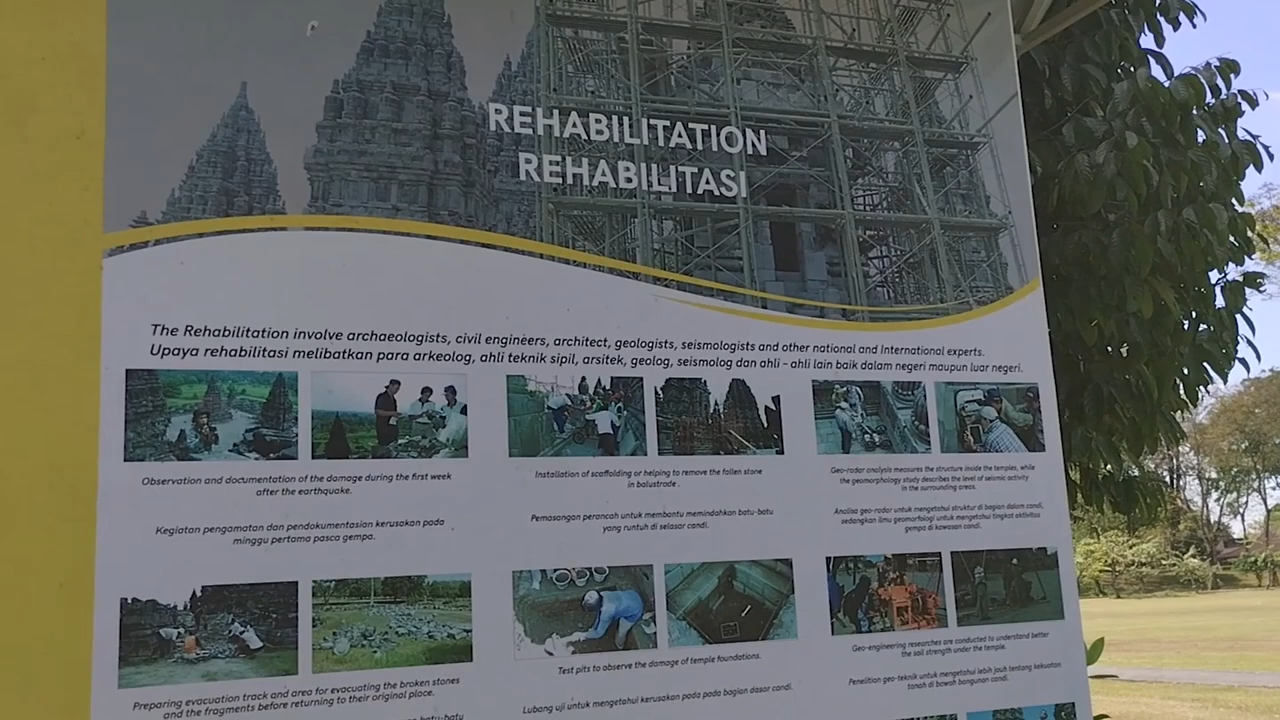 REHABILITATION
REHABILITASI
The Rehabilitation involve archaeologists, civil engineers, architect, geologists, seismologists and other national and International experts.
Upaya rehabilitasi melibatkan para arkeolog, ahli teknik sipil, arsitek, geolog, seismolog dan ahli - ahli lain baik dalam negeri maupun luar negeri.
Observation and documentation of the damage during the first week
after the earthquake.
Kegiatan pengamatan dan pendokumentasian kerusakan pada
minggu pertama pasca gempa.
Installation of scaffolding or helping to remove the fallen stone
in balustrade .
Pemasangan perancah untuk membantu memindahkan batu-batu
yang runtuh di selasar candi.
Geo-radar analysis measures the structure inside the temples, while
the geomorphology study describes the level of seismic activity
in the surrounding areas.
Analisa geo-radar untuk mengetahui struktur di bagian dalam candi,
sedangkan ilmu geomorfologi untuk mengetahui tingkat aktivitas
gempa di kawasan candi.
Preparing evacuation track and area for evacuating the broken stones
and the fragments before returning to their original place.
batu-batu
Test pits to observe the damage of temple foundations.
Lubang uji untuk mengetahui kerusakan pada pada bagian dasar candi.
Geo-engineering researches are conducted to understand better
the soil strength under the temple.
Penelitian geo-teknik untuk mengetahui lebih jauh tentang kekuatan
tanah di bawah bangunan candi.